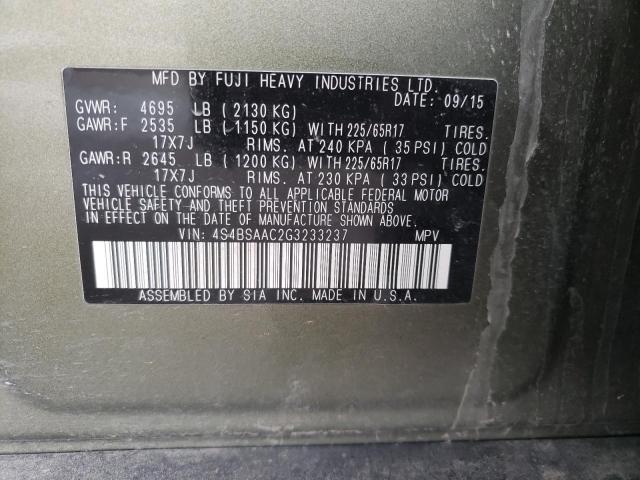 MFD BY FUJI HEAVY INDUSTRIES LTD.
DATE: 09/15
GVWR: 4695 LB ( 2130 KG)
GAWR:F 2535 LB ( 1150 KG) WITH 225/65R17 TIRES.
17X7J RIMS. AT 240 KPA ( 35 PSI) COLD
GAWR:R 2645 LB ( 1200 KG) WITH 225/65R17 TIRES.
17X7J RIMS. AT 230 KPA ( 33 PSI) COLD
THIS VEHICLE CONFORMS TO ALL APPLICABLE FEDERAL MOTOR
VEHICLE SAFETY AND THEFT PREVENTION STANDARDS
IN EFFECT ON THE DATE OF MANUFACTURE SHOWN ABOVE.
VIN: 4S4BSAAC2G3233237 MPV
ASSEMBLED BY SIA INC. MADE IN U.S.A.